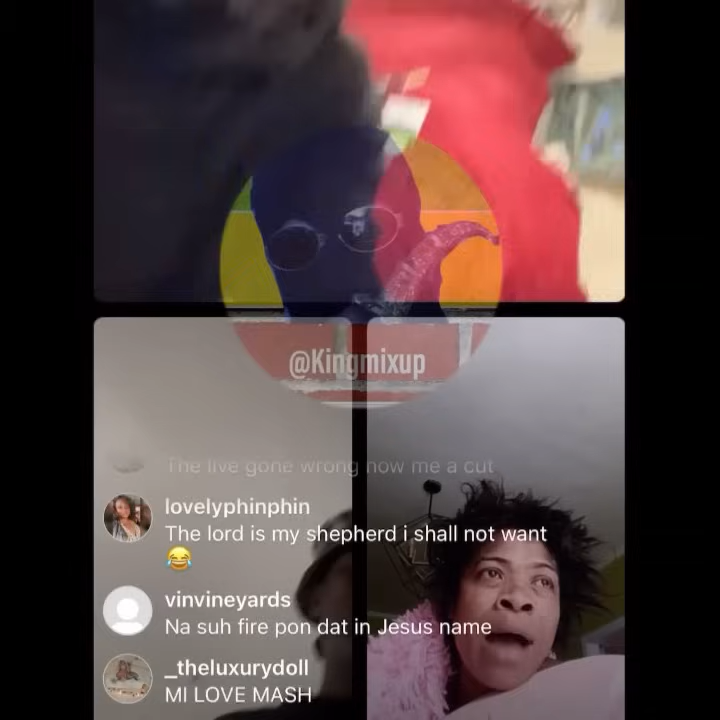 @Kingmixup
The live gone wrong now me a cut
lovelyphinphin
The lord is my shepherd i shall not want
😂
vinvineyards
Na suh fire pon dat in Jesus name
_theluxurydoll
MI LOVE MASH